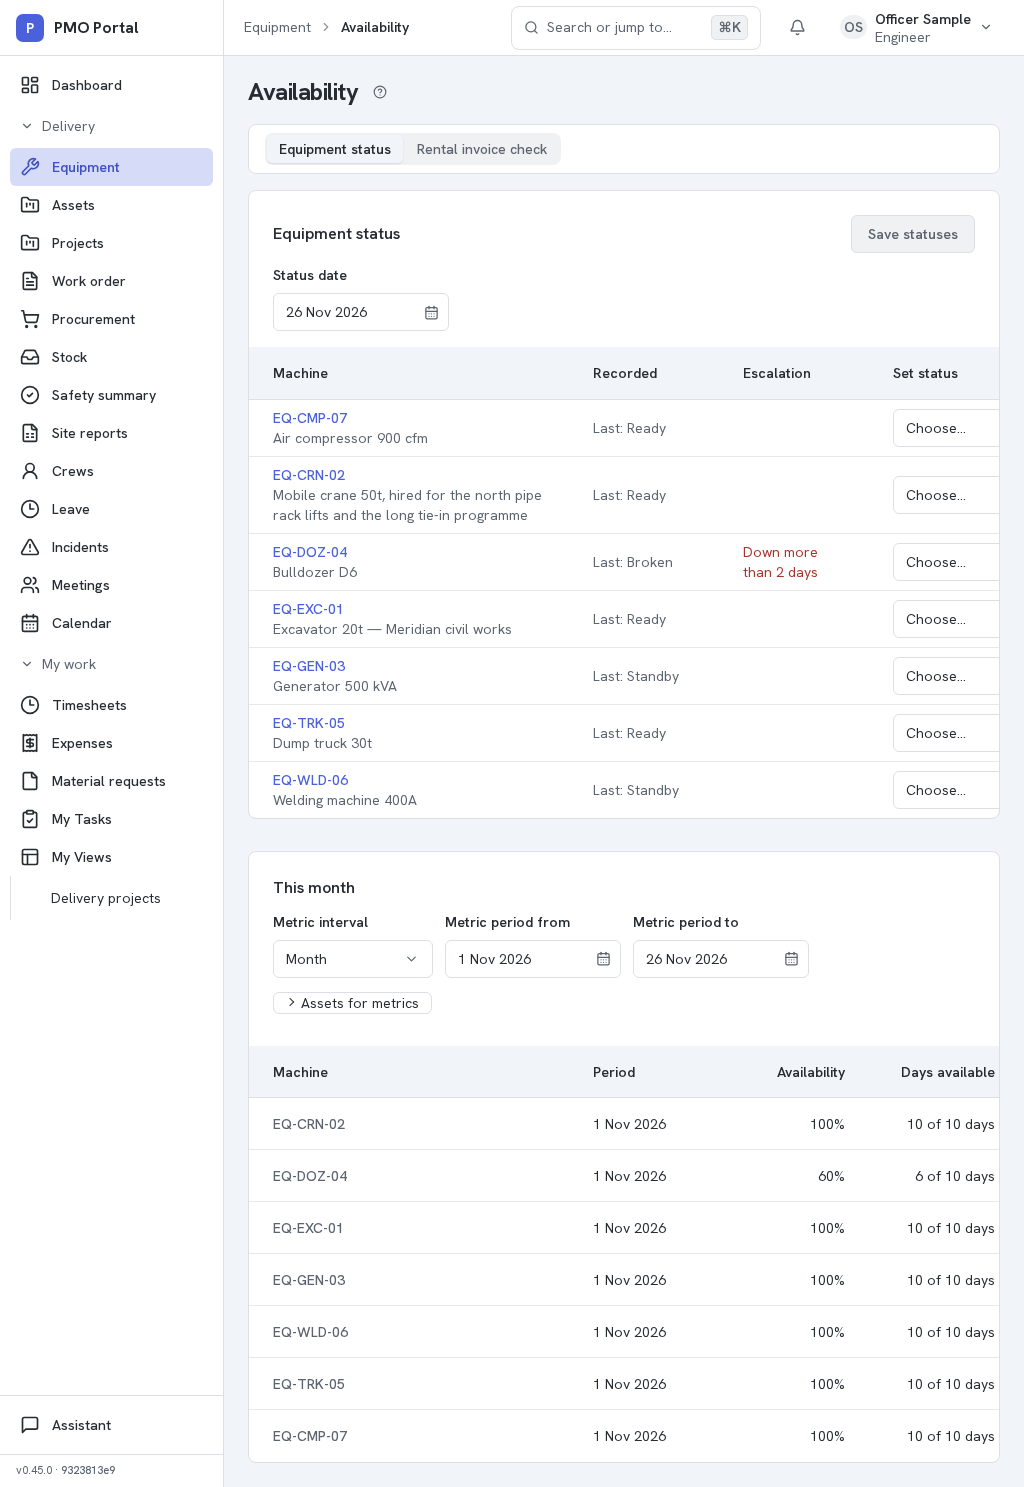 P PMO Portal
Equipment > Availability
Search or jump to... ⌘K
OS
Officer Sample
Engineer
Dashboard
Delivery
Equipment
Assets
Projects
Work order
Procurement
Stock
Safety summary
Site reports
Crews
Leave
Incidents
Meetings
Calendar
My work
Timesheets
Expenses
Material requests
My Tasks
My Views
Delivery projects
Assistant
v0.45.0 · 9323813e9
Availability
Equipment status Rental invoice check
Equipment status
Save statuses
Status date
26 Nov 2026
Machine Recorded Escalation Set status
EQ-CMP-07
Air compressor 900 cfm
Last: Ready
Choose...
EQ-CRN-02
Mobile crane 50t, hired for the north pipe
rack lifts and the long tie-in programme
Last: Ready
Choose...
EQ-DOZ-04
Bulldozer D6
Last: Broken
Down more
than 2 days
Choose...
EQ-EXC-01
Excavator 20t — Meridian civil works
Last: Ready
Choose...
EQ-GEN-03
Generator 500 kVA
Last: Standby
Choose...
EQ-TRK-05
Dump truck 30t
Last: Ready
Choose...
EQ-WLD-06
Welding machine 400A
Last: Standby
Choose...
This month
Metric interval Metric period from Metric period to
Month 1 Nov 2026 26 Nov 2026
Assets for metrics
Machine Period Availability Days available
EQ-CRN-02 1 Nov 2026 100% 10 of 10 days
EQ-DOZ-04 1 Nov 2026 60% 6 of 10 days
EQ-EXC-01 1 Nov 2026 100% 10 of 10 days
EQ-GEN-03 1 Nov 2026 100% 10 of 10 days
EQ-WLD-06 1 Nov 2026 100% 10 of 10 days
EQ-TRK-05 1 Nov 2026 100% 10 of 10 days
EQ-CMP-07 1 Nov 2026 100% 10 of 10 days